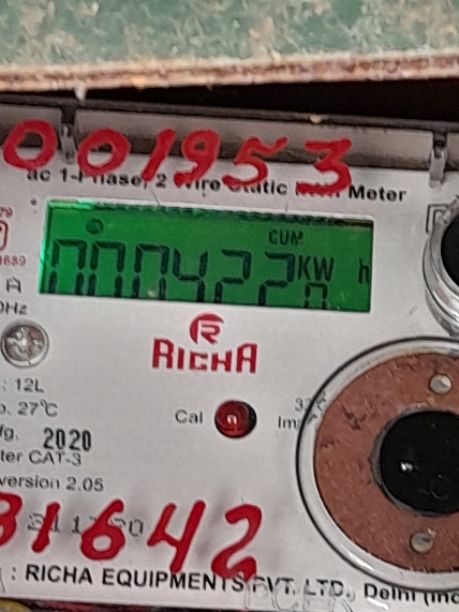 001953
ac 1-Phase, 2 Wire Static Meter
CUM
0000422 KW h
A
RICHA
: 12L
27°C
Cal
2020
CAT-3
version 2.05
31642
: RICHA EQUIPMENTS PVT. LTD., Delhi